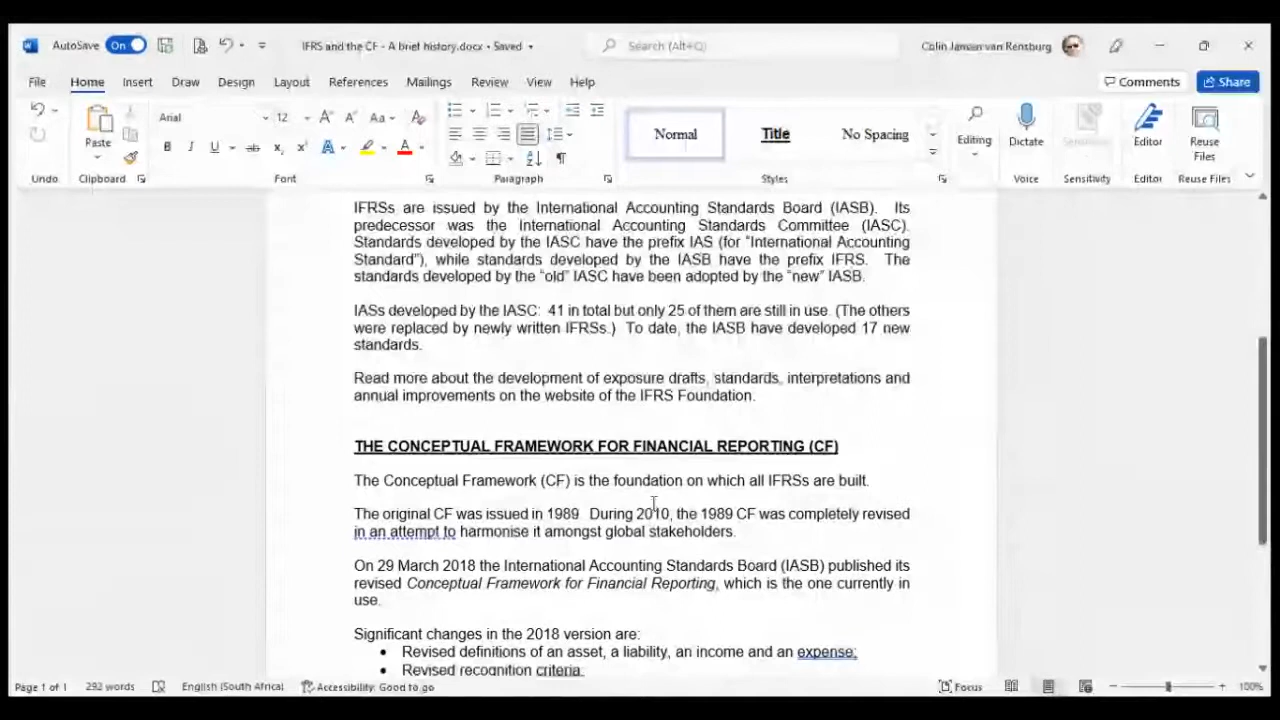 AutoSave On IFRS and the CF - A brief history.docx • Saved Search (Alt+Q) Colin Jansen van Rensburg
File Home Insert Draw Design Layout References Mailings Review View Help Comments Share
Arial 12 Normal Title No Spacing
Paste Editing Dictate Sensitivity Editor Reuse Files
Undo Clipboard Font Paragraph Styles Voice Sensitivity Editor Reuse Files
IFRSs are issued by the International Accounting Standards Board (IASB). Its
predecessor was the International Accounting Standards Committee (IASC).
Standards developed by the IASC have the prefix IAS (for "International Accounting
Standard"), while standards developed by the IASB have the prefix IFRS. The
standards developed by the "old" IASC have been adopted by the "new" IASB.
IASs developed by the IASC: 41 in total but only 25 of them are still in use. (The others
were replaced by newly written IFRSs.) To date, the IASB have developed 17 new
standards.
Read more about the development of exposure drafts, standards, interpretations and
annual improvements on the website of the IFRS Foundation.
THE CONCEPTUAL FRAMEWORK FOR FINANCIAL REPORTING (CF)
The Conceptual Framework (CF) is the foundation on which all IFRSs are built.
The original CF was issued in 1989 During 2010, the 1989 CF was completely revised
in an attempt to harmonise it amongst global stakeholders.
On 29 March 2018 the International Accounting Standards Board (IASB) published its
revised Conceptual Framework for Financial Reporting, which is the one currently in
use.
Significant changes in the 2018 version are:
• Revised definitions of an asset, a liability, an income and an expense;
• Revised recognition criteria;
Page 1 of 1 292 words English (South Africa) Accessibility: Good to go Focus 100%